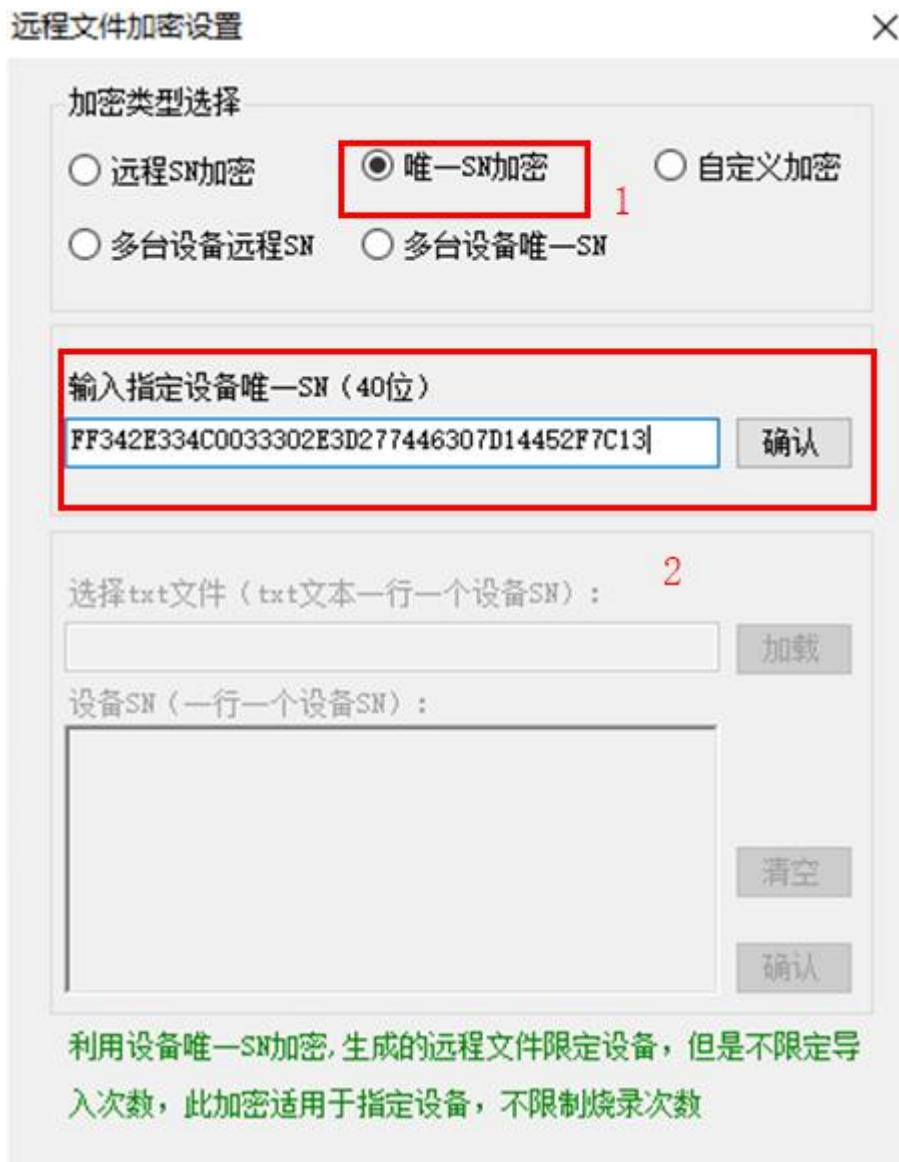 远程文件加密设置
加密类型选择
远程SN加密
唯一SN加密
自定义加密
1
多台设备远程SN
多台设备唯一SN
输入指定设备唯一SN（40位）
FF342E334C0033302E3D277446307D14452F7C13
确认
2
选择txt文件（txt文本一行一个设备SN）：
加载
设备SN（一行一个设备SN）：
清空
确认
利用设备唯一SN加密,生成的远程文件限定设备，但是不限定导
入次数，此加密适用于指定设备，不限制烧录次数